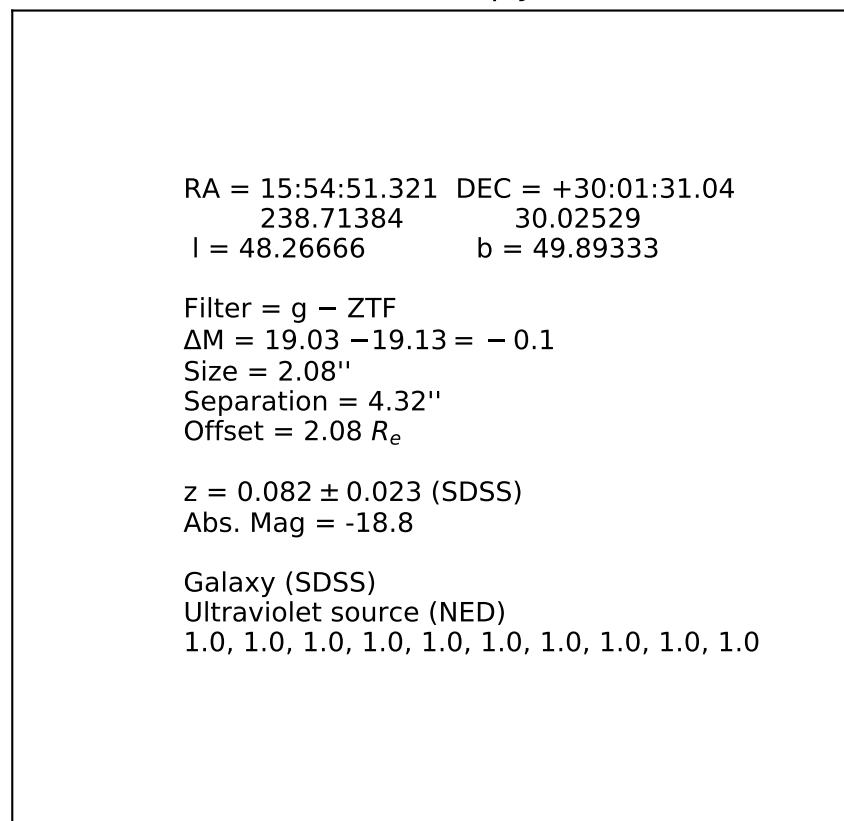 RA = 15:54:51.321 DEC = +30:01:31.04
238.71384 30.02529
l = 48.26666 b = 49.89333
Filter = g − ZTF
ΔM = 19.03 −19.13 = − 0.1
Size = 2.08''
Separation = 4.32''
Offset = 2.08 Re
z = 0.082 ± 0.023 (SDSS)
Abs. Mag = -18.8
Galaxy (SDSS)
Ultraviolet source (NED)
1.0, 1.0, 1.0, 1.0, 1.0, 1.0, 1.0, 1.0, 1.0, 1.0